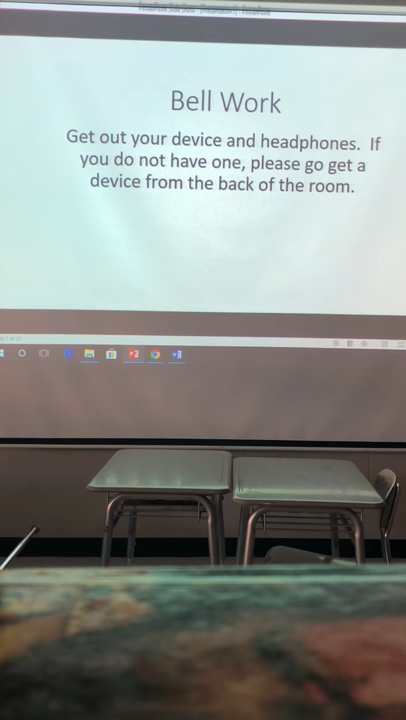 Bell Work
Get out your device and headphones. If
you do not have one, please go get a
device from the back of the room.